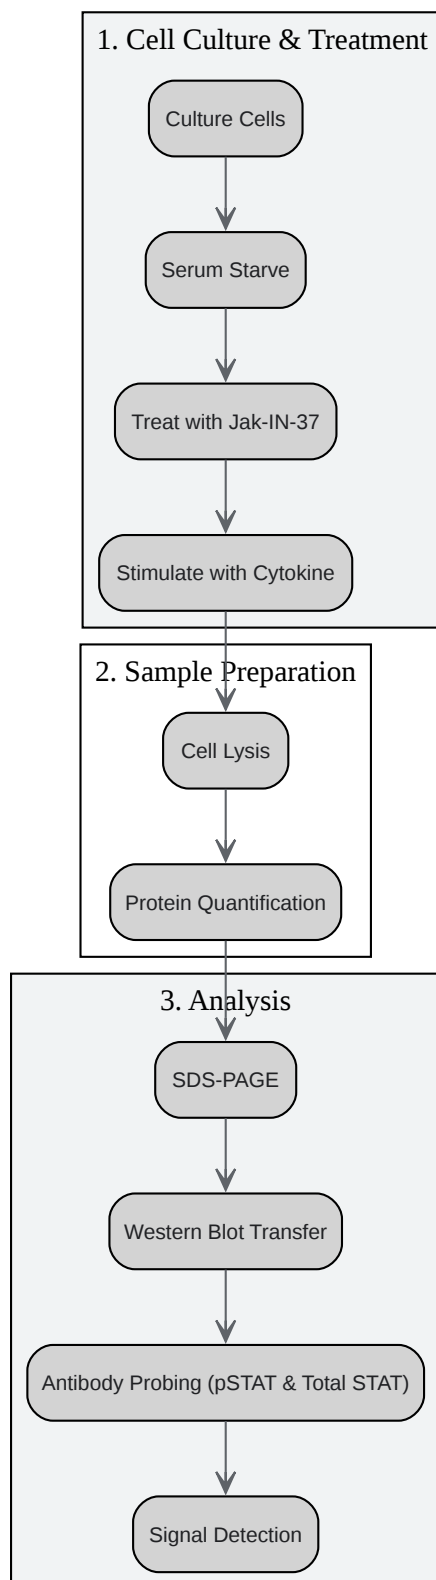 1. Cell Culture & Treatment
Culture Cells
Serum Starve
Treat with Jak-IN-37
Stimulate with Cytokine
2. Sample Preparation
Cell Lysis
Protein Quantification
3. Analysis
SDS-PAGE
Western Blot Transfer
Antibody Probing (pSTAT & Total STAT)
Signal Detection